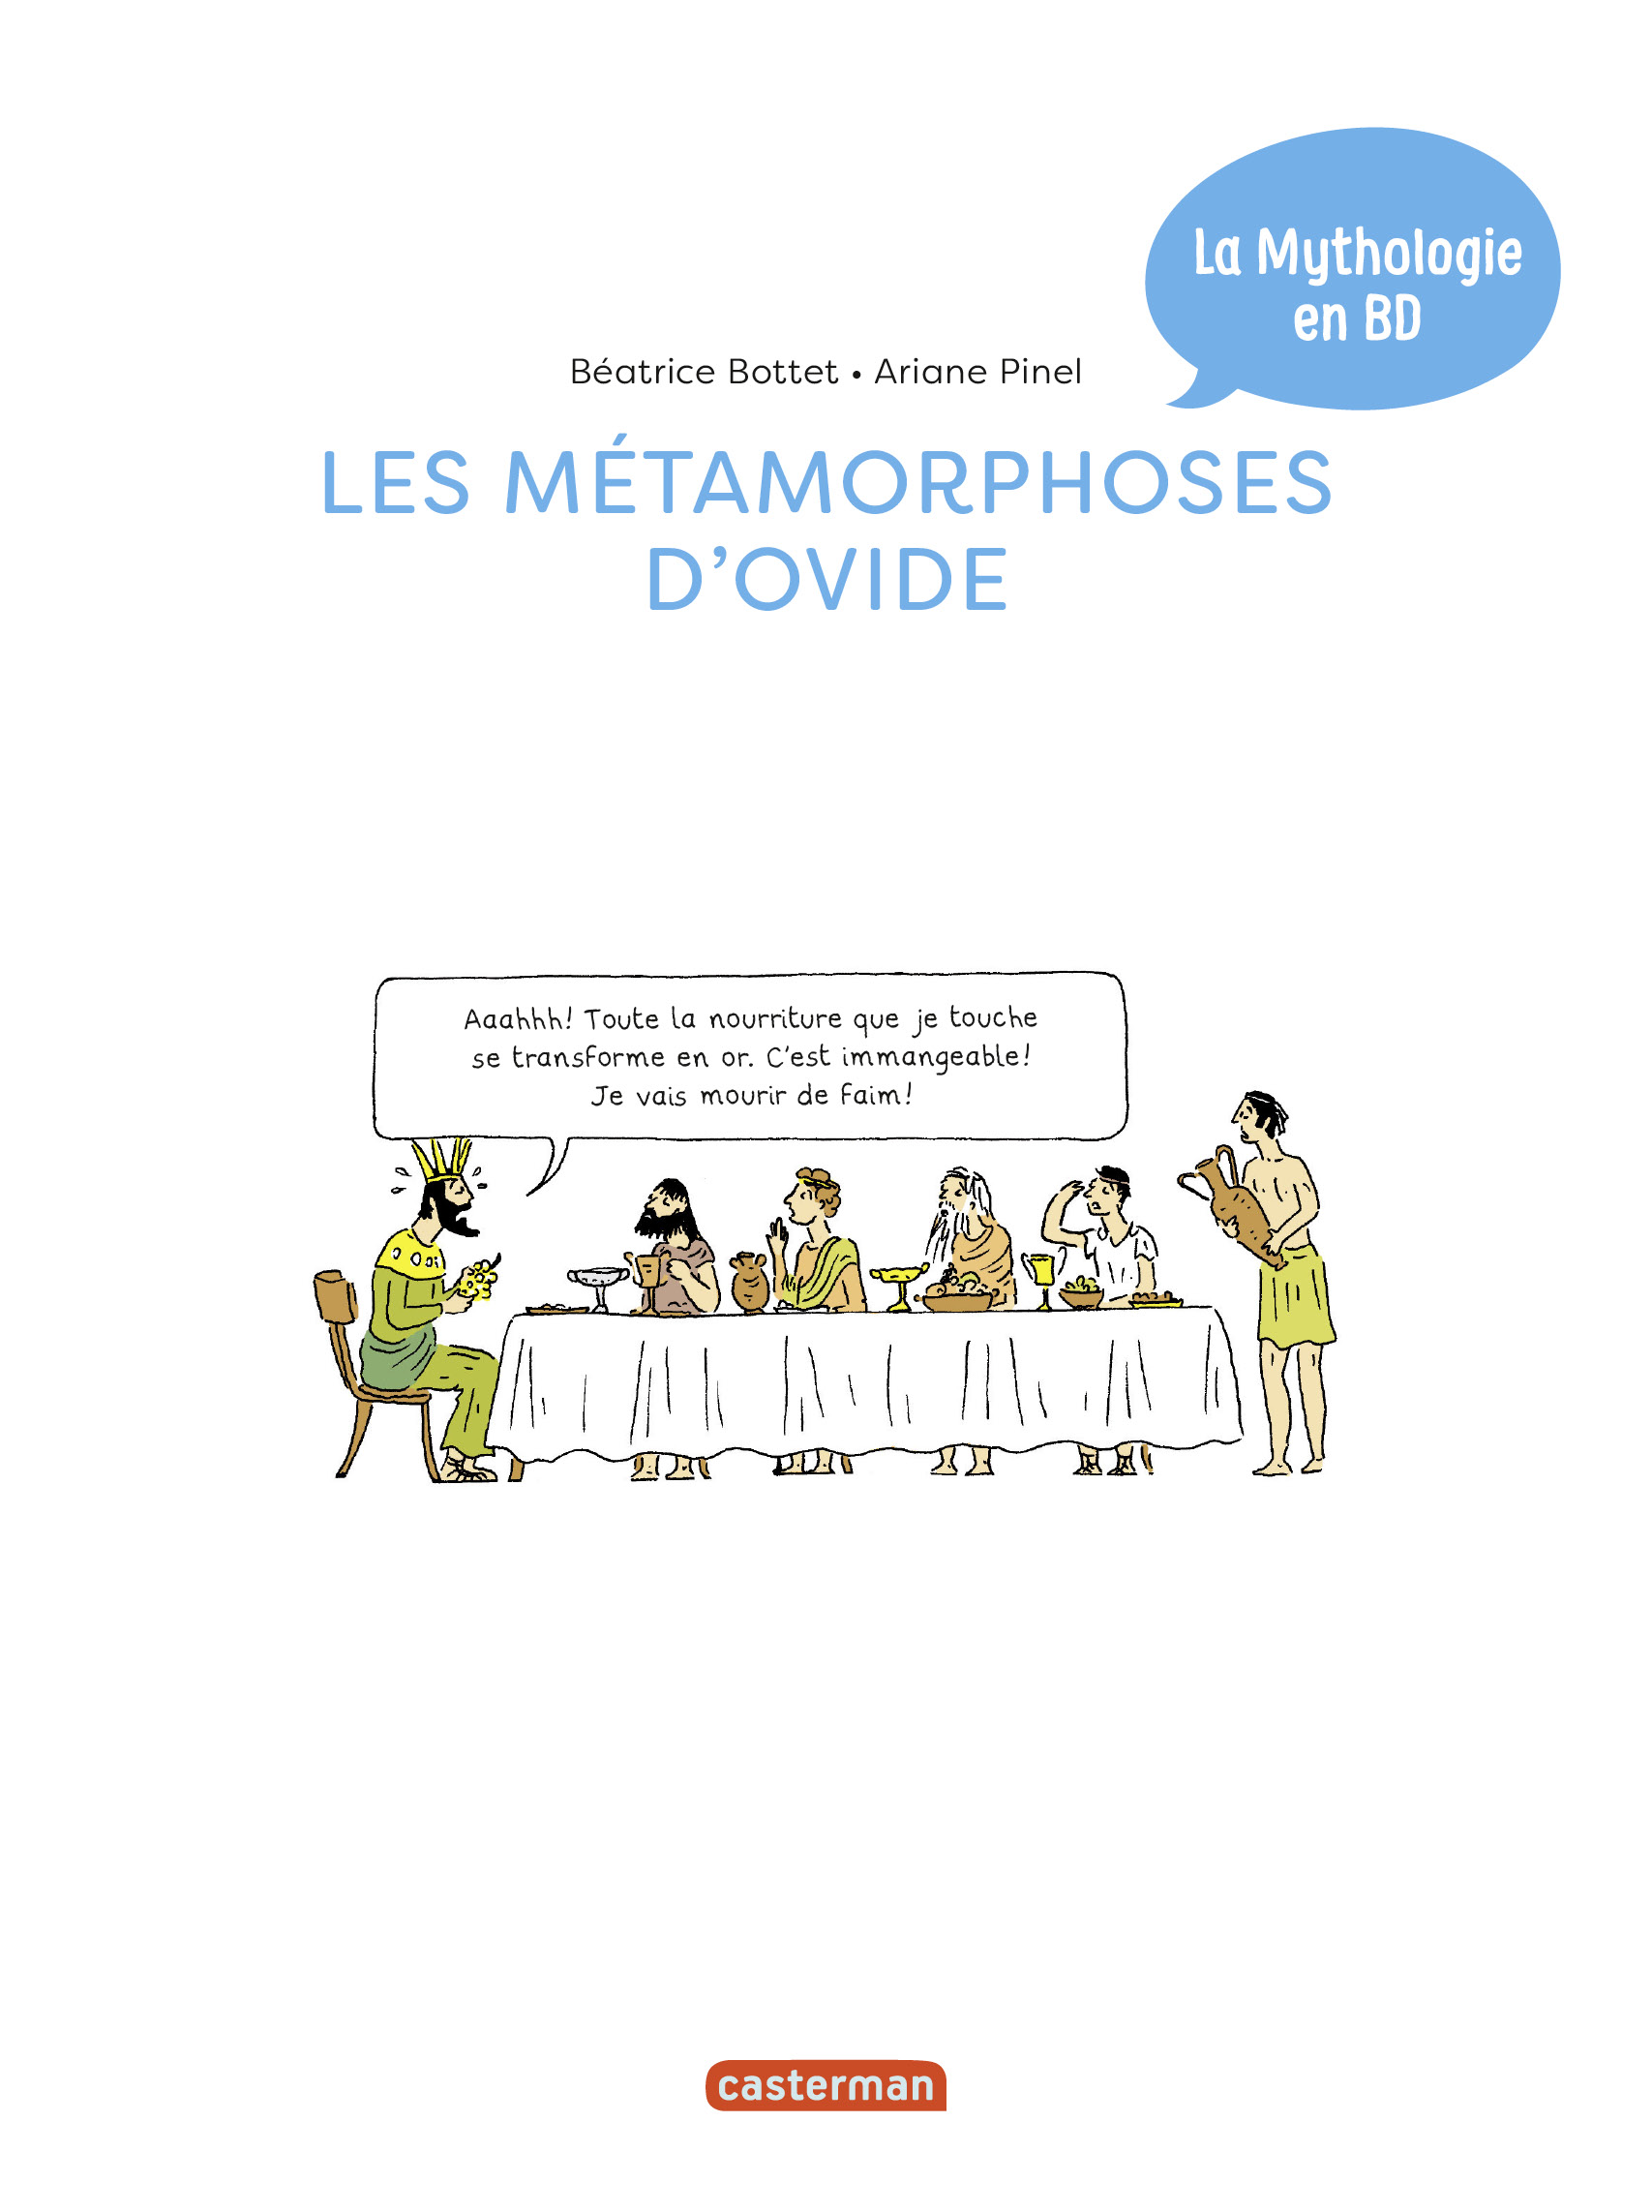 La Mythologie
en BD
Béatrice Bottet • Ariane Pinel
LES MÉTAMORPHOSES
D’OVIDE
Aaahhh! Toute la nourriture que je touche
se transforme en or. C’est immangeable!
Je vais mourir de faim!
casterman